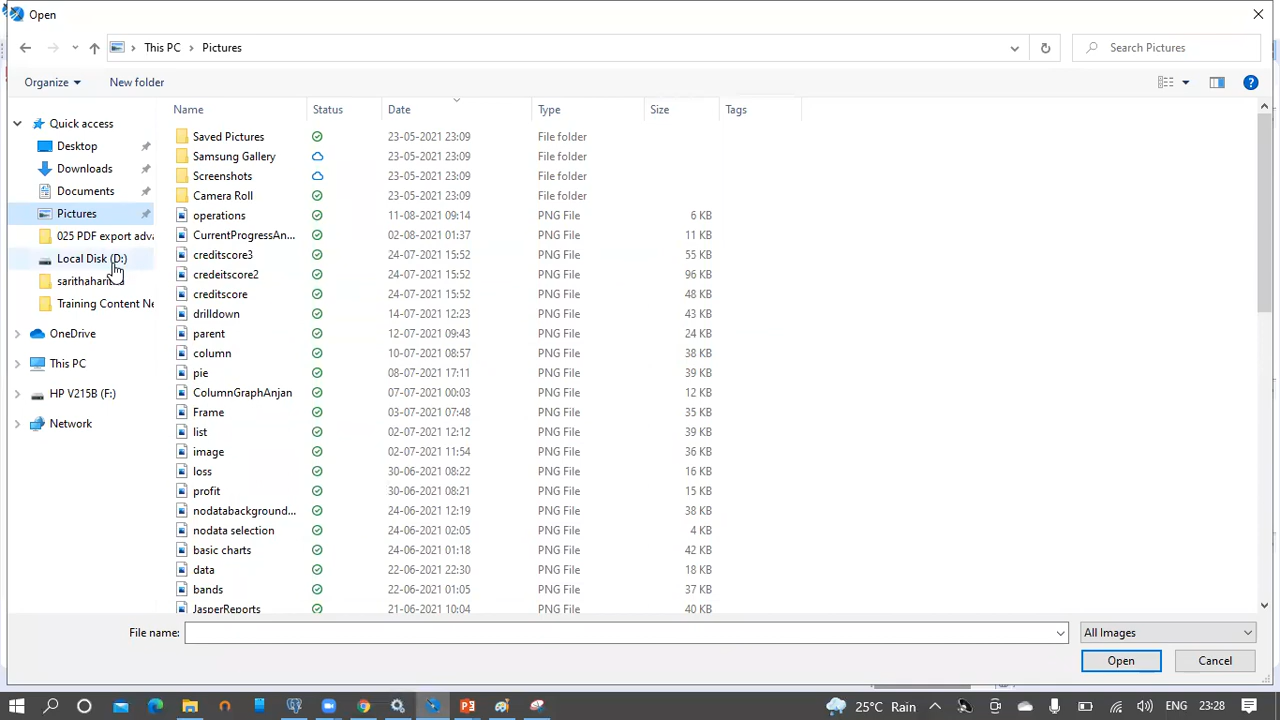 Open
This PC > Pictures
Search Pictures
Organize
New folder
Name Status Date Type Size Tags
Quick access
Desktop
Downloads
Documents
Pictures
025 PDF export adva
Local Disk (D:)
Training Content Ne
OneDrive
This PC
HP V215B (F:)
Network
Saved Pictures 23-05-2021 23:09 File folder
Samsung Gallery 23-05-2021 23:09 File folder
Screenshots 23-05-2021 23:09 File folder
Camera Roll 23-05-2021 23:09 File folder
operations 11-08-2021 09:14 PNG File 6 KB
CurrentProgressAn... 02-08-2021 01:37 PNG File 11 KB
creditscore3 24-07-2021 15:52 PNG File 55 KB
credeitscore2 24-07-2021 15:52 PNG File 96 KB
creditscore 24-07-2021 15:52 PNG File 48 KB
drilldown 14-07-2021 12:23 PNG File 43 KB
parent 12-07-2021 09:43 PNG File 24 KB
column 10-07-2021 08:57 PNG File 38 KB
pie 08-07-2021 17:11 PNG File 39 KB
ColumnGraphAnjan 07-07-2021 00:03 PNG File 12 KB
Frame 03-07-2021 07:48 PNG File 35 KB
list 02-07-2021 12:12 PNG File 39 KB
image 02-07-2021 11:54 PNG File 36 KB
loss 30-06-2021 08:22 PNG File 16 KB
profit 30-06-2021 08:21 PNG File 15 KB
nodatabackground... 24-06-2021 12:19 PNG File 38 KB
nodata selection 24-06-2021 02:05 PNG File 4 KB
basic charts 24-06-2021 01:18 PNG File 42 KB
data 22-06-2021 22:30 PNG File 18 KB
bands 22-06-2021 01:05 PNG File 37 KB
JasperReports 21-06-2021 10:04 PNG File 40 KB
File name:
All Images
Open
Cancel
25°C Rain
ENG
23:28